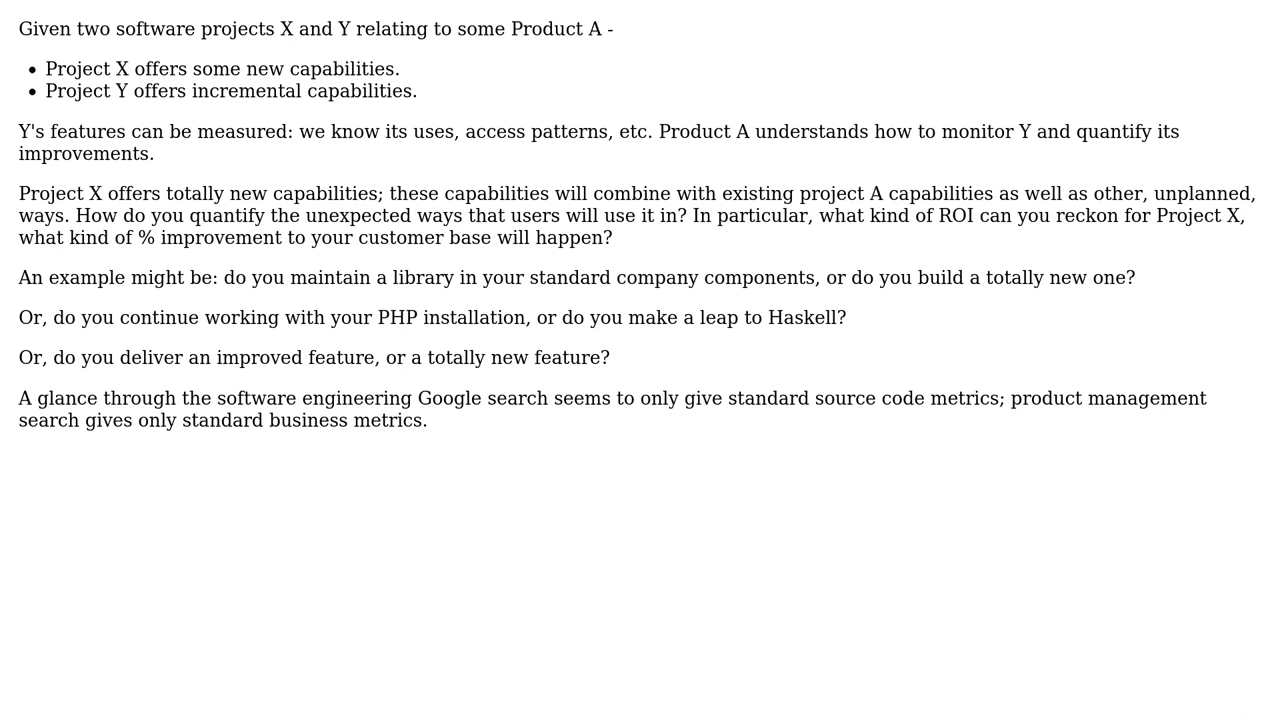 Given two software projects X and Y relating to some Product A -
• Project X offers some new capabilities.
• Project Y offers incremental capabilities.
Y's features can be measured: we know its uses, access patterns, etc. Product A understands how to monitor Y and quantify its
improvements.
Project X offers totally new capabilities; these capabilities will combine with existing project A capabilities as well as other, unplanned,
ways. How do you quantify the unexpected ways that users will use it in? In particular, what kind of ROI can you reckon for Project X,
what kind of % improvement to your customer base will happen?
An example might be: do you maintain a library in your standard company components, or do you build a totally new one?
Or, do you continue working with your PHP installation, or do you make a leap to Haskell?
Or, do you deliver an improved feature, or a totally new feature?
A glance through the software engineering Google search seems to only give standard source code metrics; product management
search gives only standard business metrics.